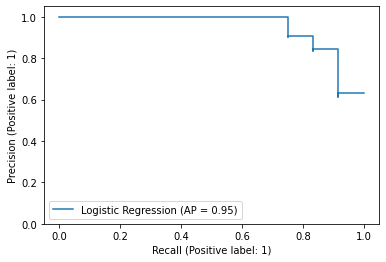 Precision (Positive label: 1)
1.0
0.8
0.6
0.4
0.2
0.0
Logistic Regression (AP = 0.95)
0.0 0.2 0.4 0.6 0.8 1.0
Recall (Positive label: 1)